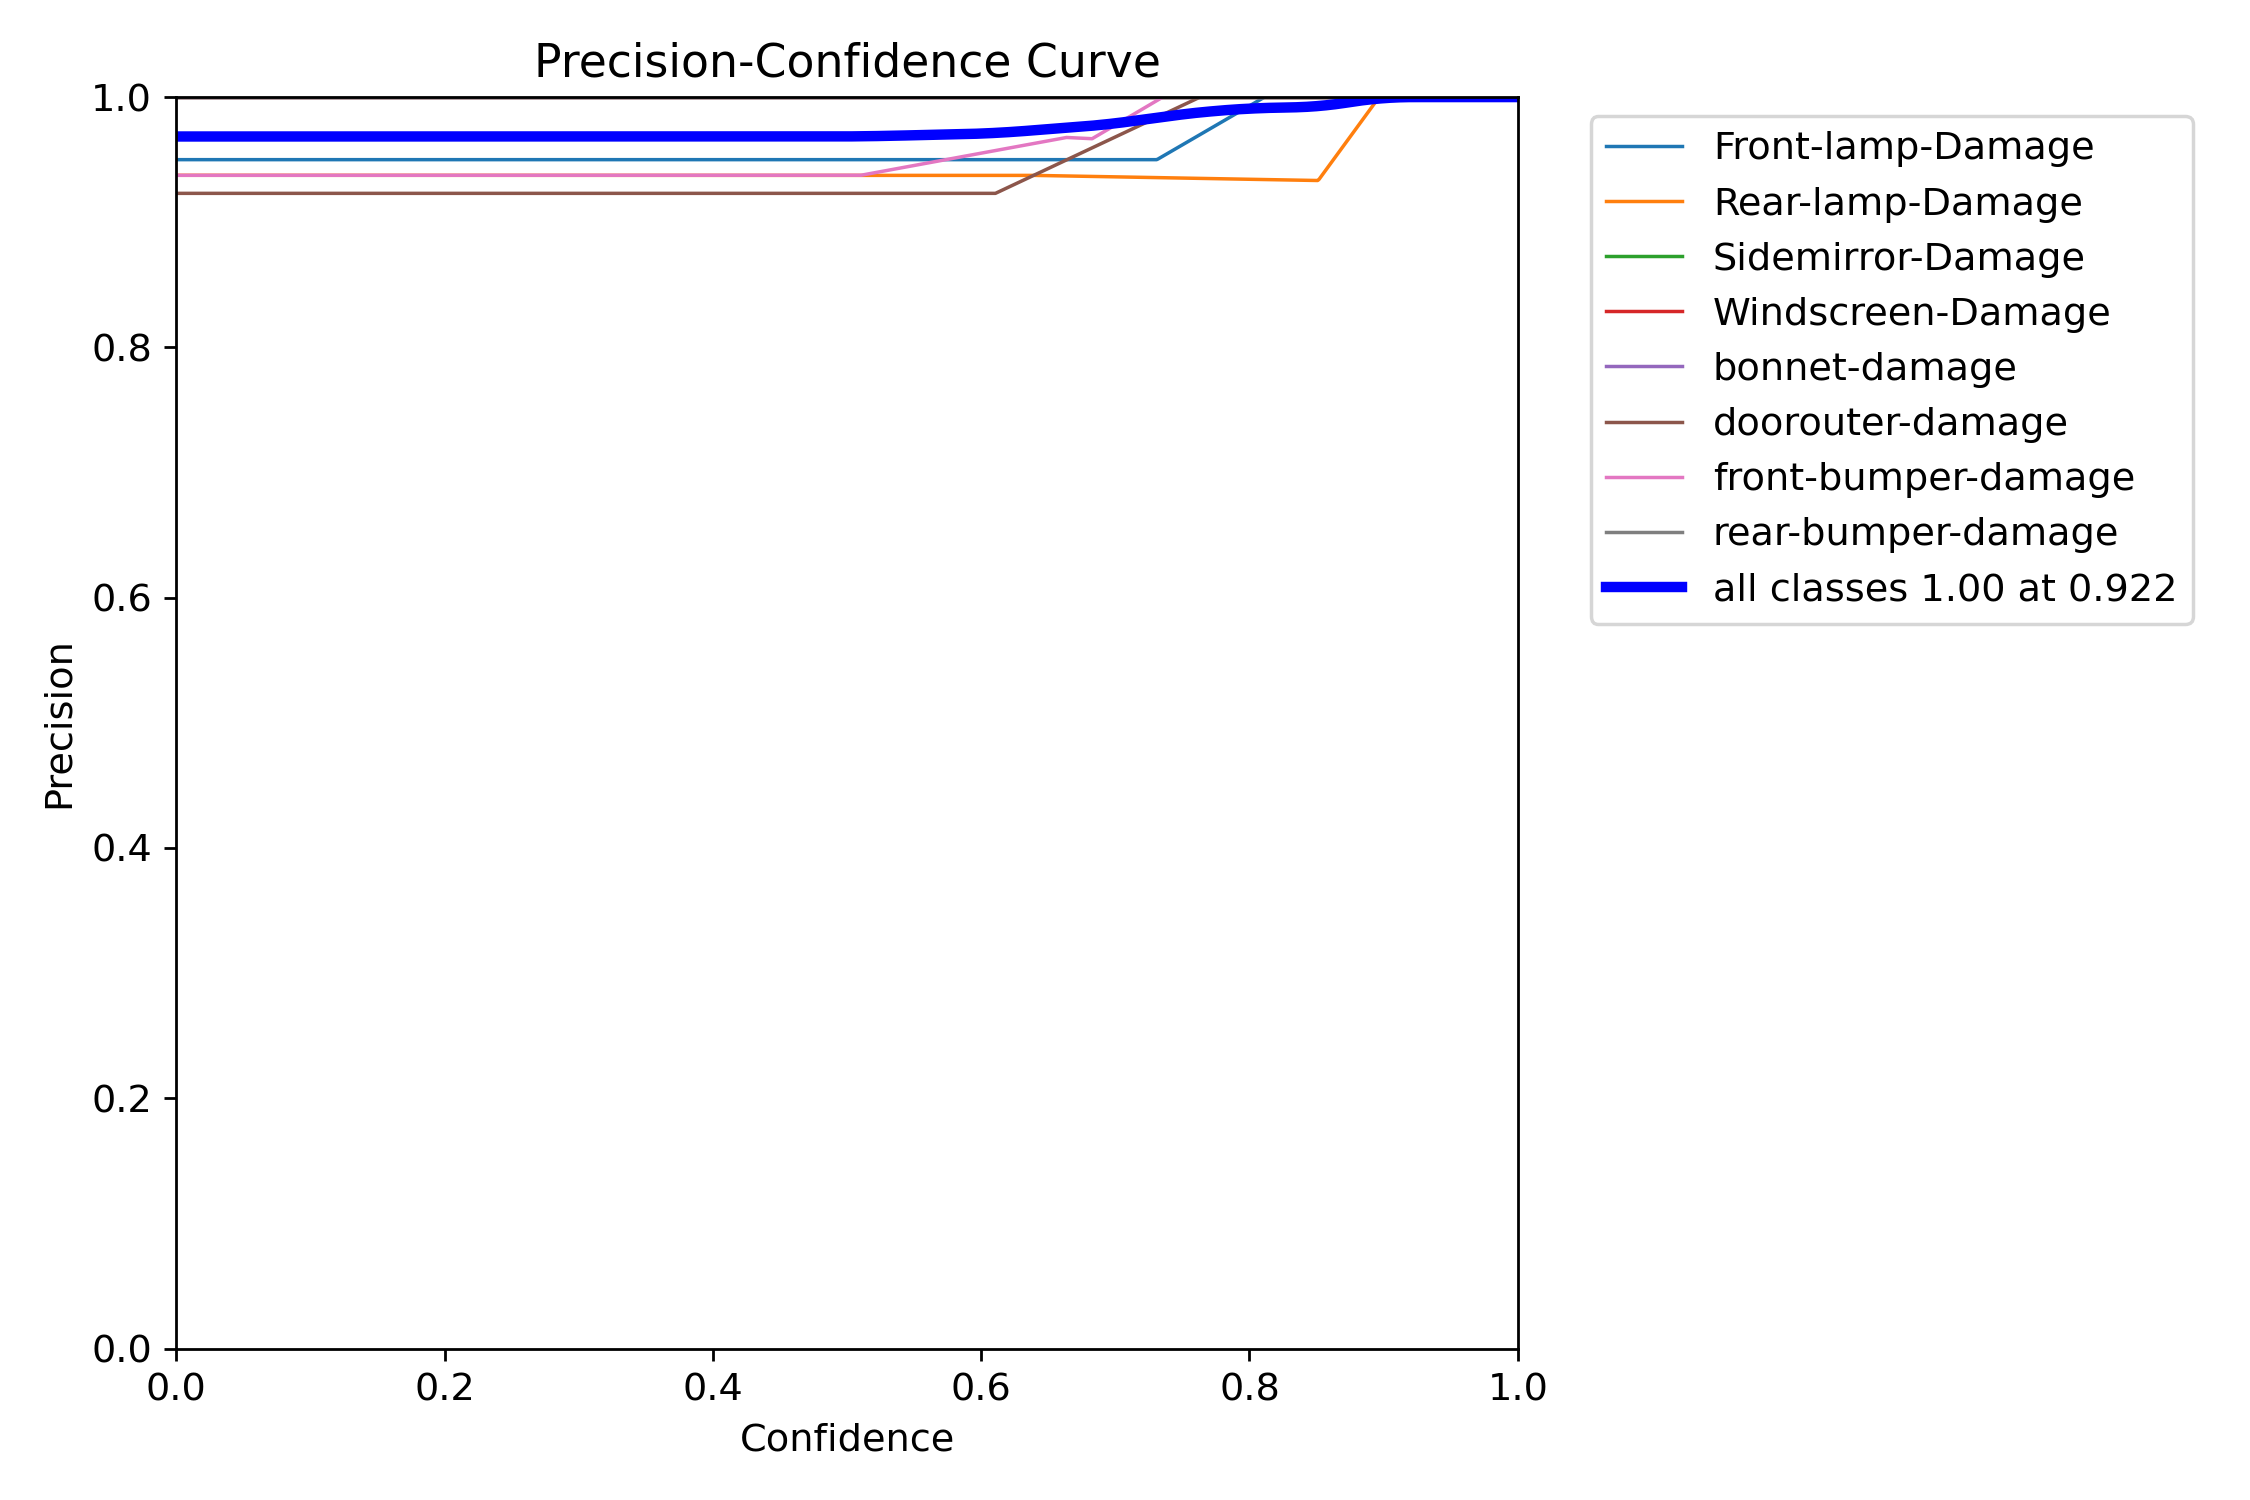 Precision-Confidence Curve
1.0
0.8
0.6
0.4
0.2
0.0
Precision
0.0 0.2 0.4 0.6 0.8 1.0
Confidence
Front-lamp-Damage
Rear-lamp-Damage
Sidemirror-Damage
Windscreen-Damage
bonnet-damage
doorouter-damage
front-bumper-damage
rear-bumper-damage
all classes 1.00 at 0.922